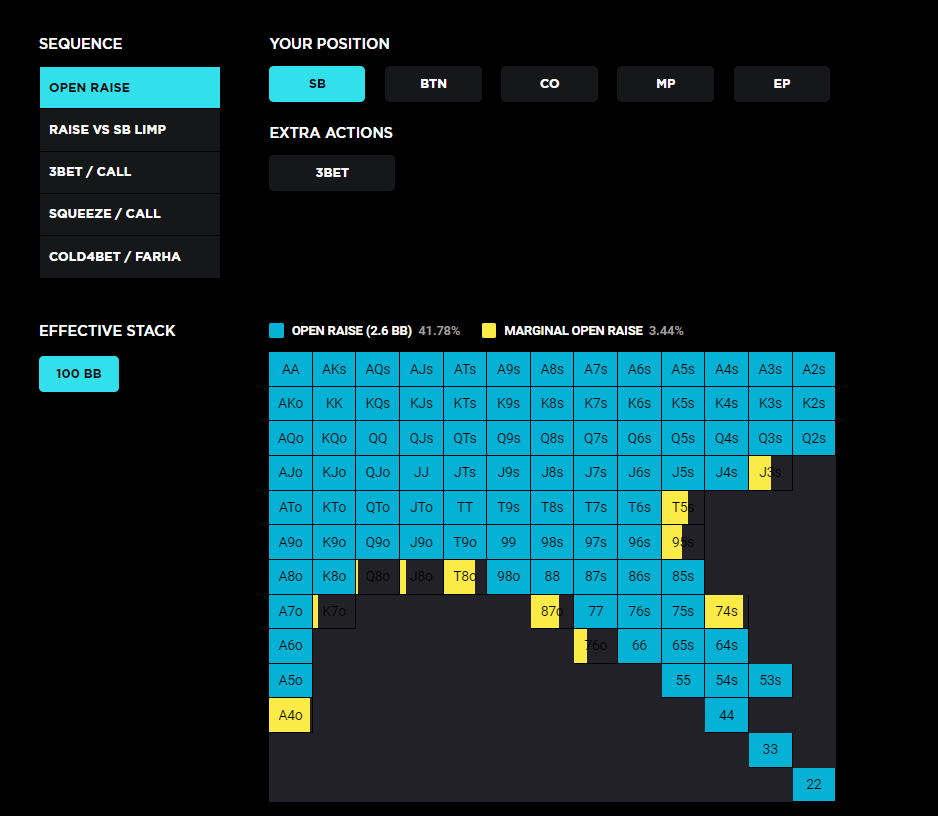 SEQUENCE
OPEN RAISE
RAISE VS SB LIMP
3BET / CALL
SQUEEZE / CALL
COLD4BET / FARHA
YOUR POSITION
SB BTN CO MP EP
EXTRA ACTIONS
3BET
EFFECTIVE STACK
100 BB
OPEN RAISE (2.6 BB) 41.78% MARGINAL OPEN RAISE 3.44%
AA AKs AQs AJs ATs A9s A8s A7s A6s A5s A4s A3s A2s
AKo KK KQs KJs KTs K9s K8s K7s K6s K5s K4s K3s K2s
AQo KQo QQ QJs QTs Q9s Q8s Q7s Q6s Q5s Q4s Q3s Q2s
AJo KJo QJo JJ JTs J9s J8s J7s J6s J5s J4s J3s
ATo KTo QTo JTo TT T9s T8s T7s T6s T5s
A9o K9o Q9o J9o T9o 99 98s 97s 96s 95s
A8o K8o Q8o J8o T8o 98o 88 87s 86s 85s
A7o K7o 87o 77 76s 75s 74s
A6o 76o 66 65s 64s
A5o 55 54s 53s
A4o 44
33
22